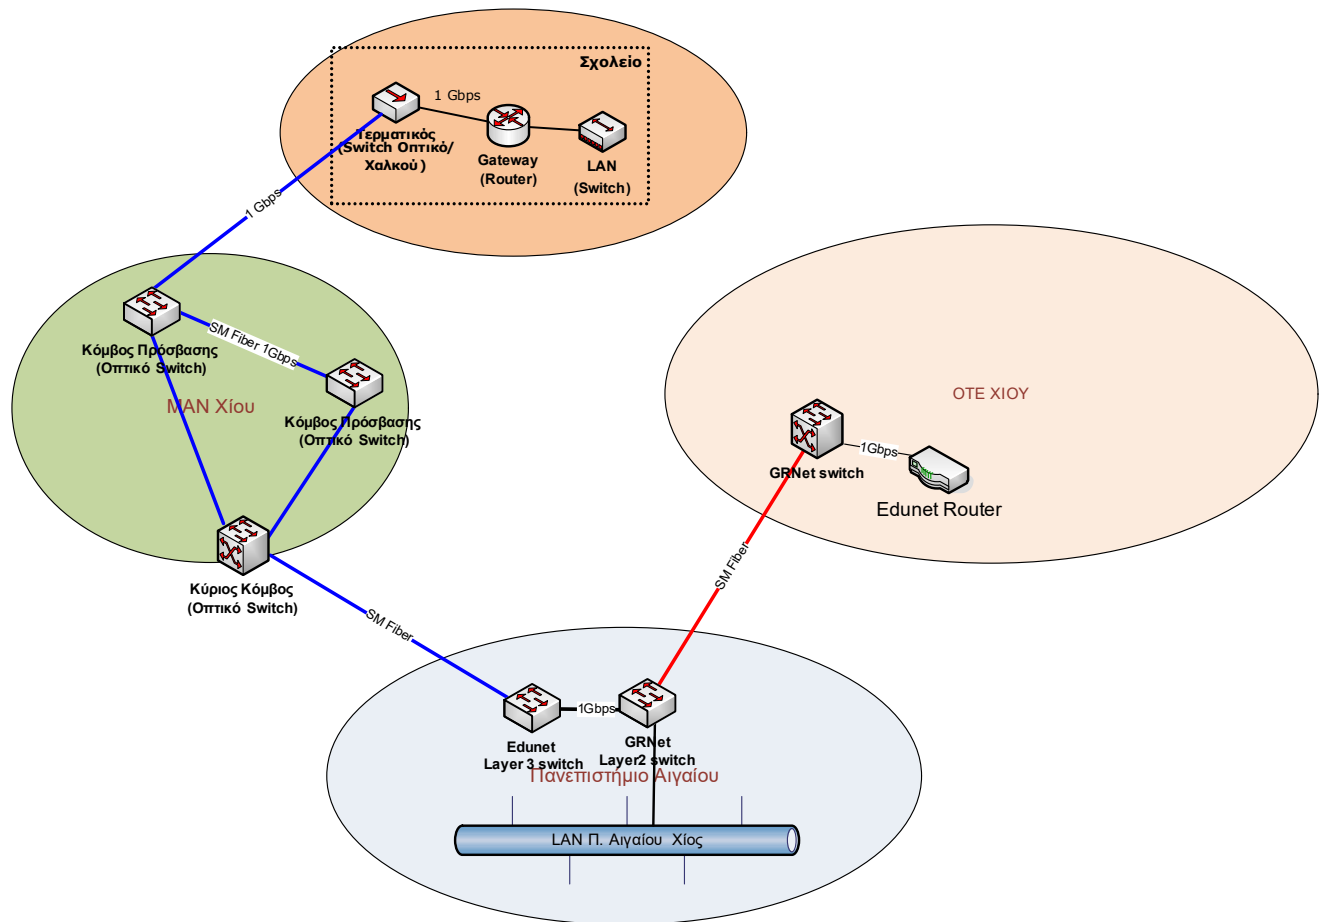 Σχολείο
1 Gbps
Τερματικός
(Switch Οπτικό/
Χαλκού )
Gateway
(Router)
LAN
(Switch)
1 Gbps
SM Fiber 1Gbps
Κόμβος Πρόσβασης
(Οπτικό Switch)
MAN Χίου
Κόμβος Πρόσβασης
(Οπτικό Switch)
Κύριος Κόμβος
(Οπτικό Switch)
SM Fiber
ΟΤΕ ΧΙΟΥ
1Gbps
GRNet switch
Edunet Router
SM Fiber
1Gbps
Edunet
Layer 3 switch
GRNet
Layer2 switch
Πανεπιστήμιο Αιγαίου
LAN Π. Αιγαίου Χίος